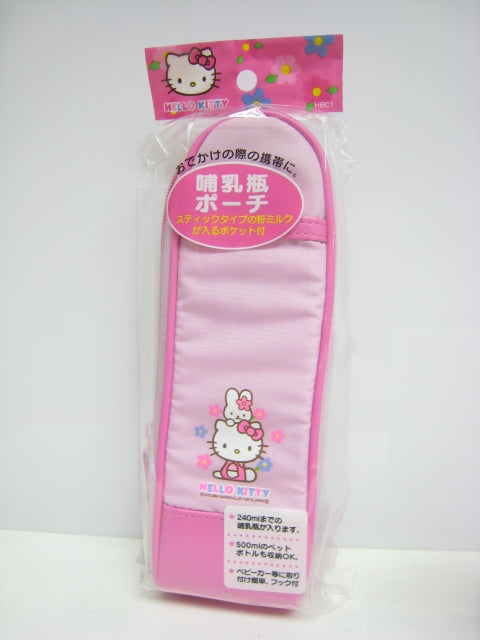 HELLO KITTY
HBC1
おでかけの際の携帯に。
哺乳瓶
ポーチ
スティックタイプの粉ミルク
が入るポケット付
HELLO KITTY
★240mlまでの
哺乳瓶が入ります。
★500mlのペット
ボトルも収納OK。
★ベビーカー等に取り
付け簡単、フック付